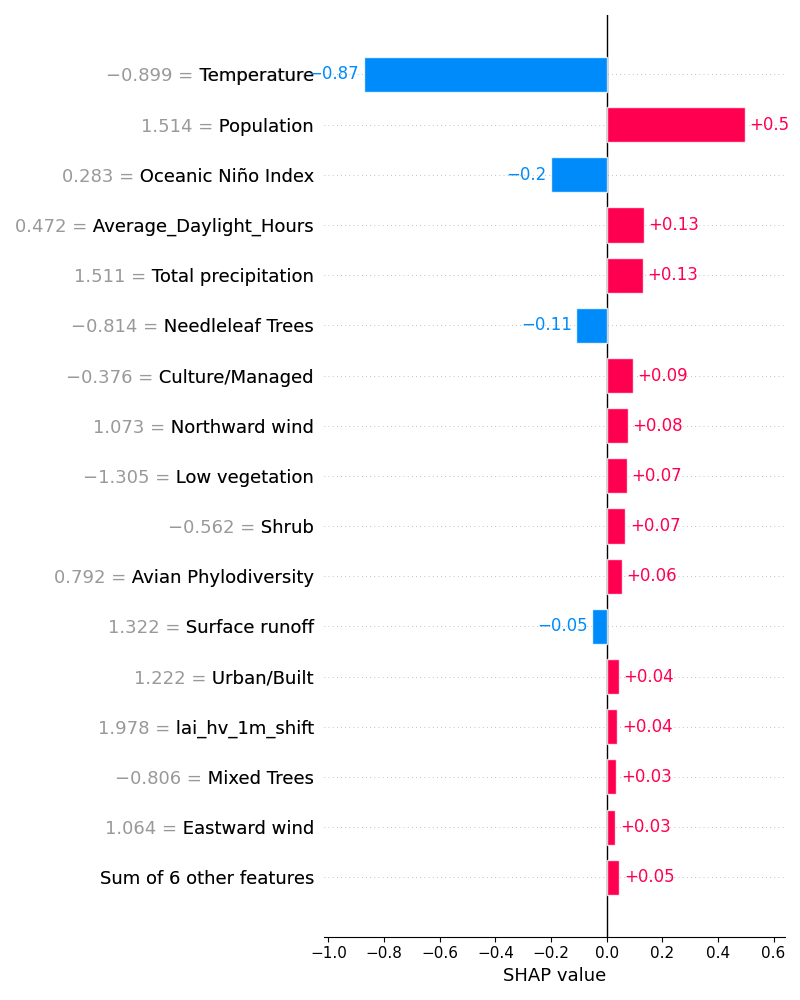 −0.899 = Temperature −0.87
1.514 = Population +0.5
0.283 = Oceanic Niño Index −0.2
0.472 = Average_Daylight_Hours +0.13
1.511 = Total precipitation +0.13
−0.814 = Needleleaf Trees −0.11
−0.376 = Culture/Managed +0.09
1.073 = Northward wind +0.08
−1.305 = Low vegetation +0.07
−0.562 = Shrub +0.07
0.792 = Avian Phylodiversity +0.06
1.322 = Surface runoff −0.05
1.222 = Urban/Built +0.04
1.978 = lai_hv_1m_shift +0.04
−0.806 = Mixed Trees +0.03
1.064 = Eastward wind +0.03
Sum of 6 other features +0.05
−1.0 −0.8 −0.6 −0.4 −0.2 0.0 0.2 0.4 0.6
SHAP value